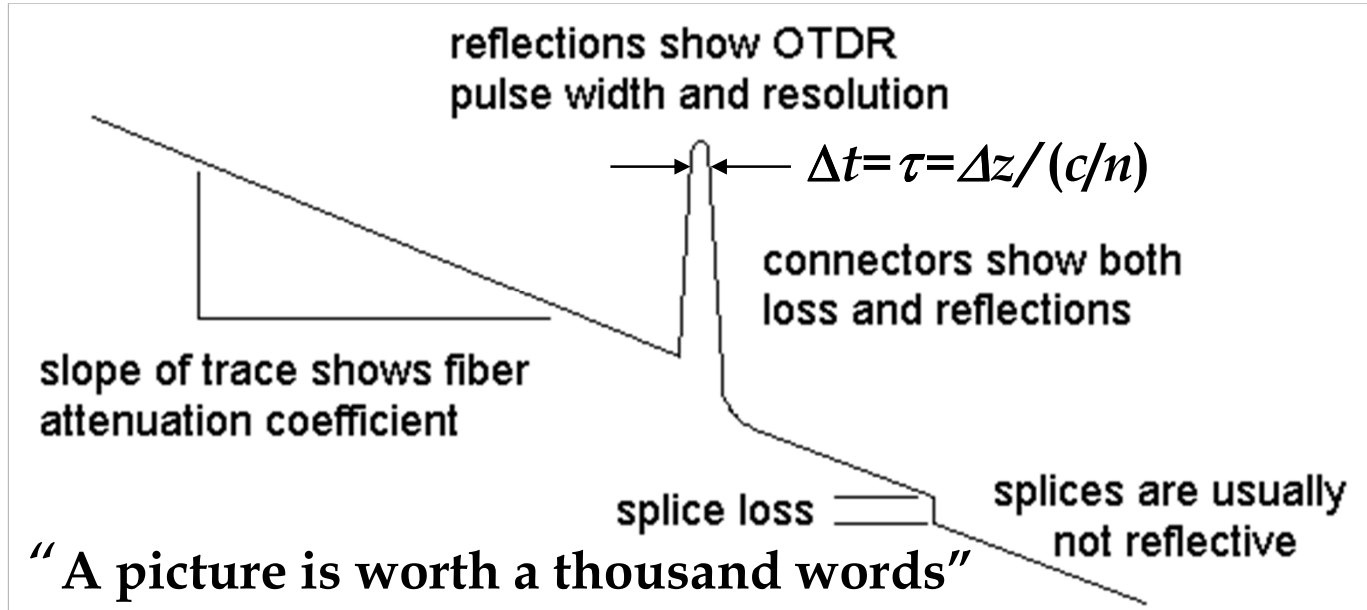 reflections show OTDR
pulse width and resolution
Δt=τ=Δz/(c/n)
connectors show both
loss and reflections
slope of trace shows fiber
attenuation coefficient
splice loss
splices are usually
not reflective
“A picture is worth a thousand words”